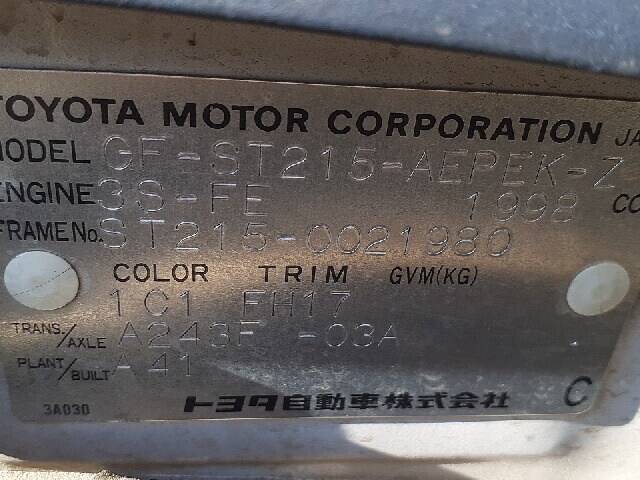 TOYOTA MOTOR CORPORATION JA
MODEL GF-ST215-AEPEK-Z
ENGINE 3S-FE 1998 CC
FRAME No. ST215-0021980
COLOR TRIM GVM(KG)
1C1 FH17
TRANS./AXLE A243F -03A
PLANT/BUILT A41
3A030 トヨタ自動車株式会社 C